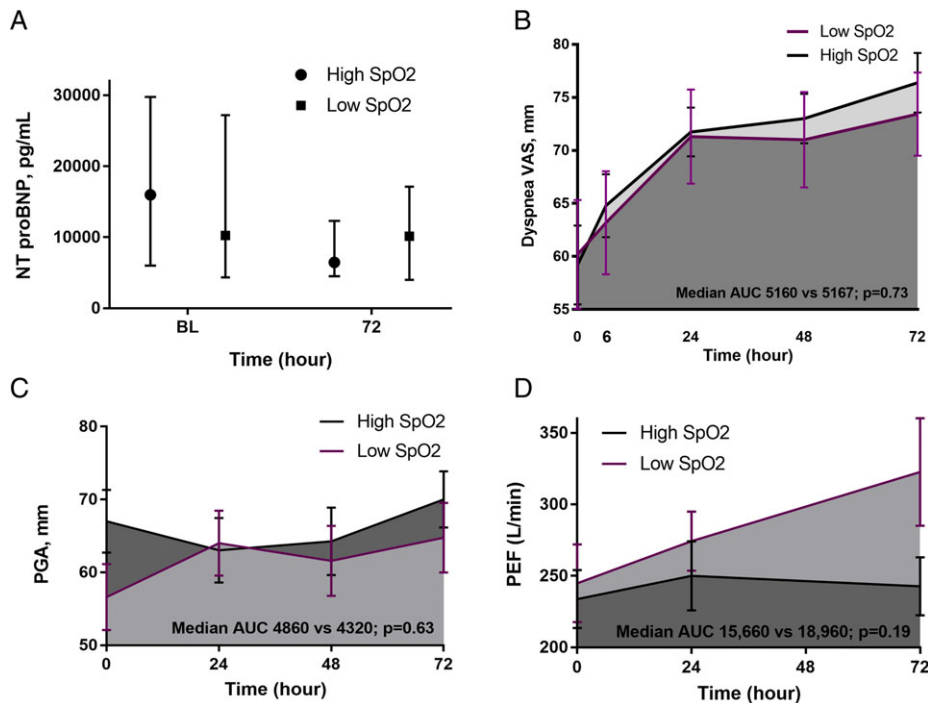 A
High SpO2
Low SpO2
NT proBNP, pg/mL
30000
20000
10000
0
BL
72
Time (hour)
B
Low SpO2
High SpO2
Dyspnea VAS, mm
80
75
70
65
60
55
Median AUC 5160 vs 5167; p=0.73
0 6 24 48 72
Time (hour)
C
High SpO2
Low SpO2
PGA, mm
80
70
60
50
Median AUC 4860 vs 4320; p=0.63
0 24 48 72
Time (hour)
D
High SpO2
Low SpO2
PEF (L/min)
350
300
250
200
Median AUC 15,660 vs 18,960; p=0.19
0 24 48 72
Time (hour)